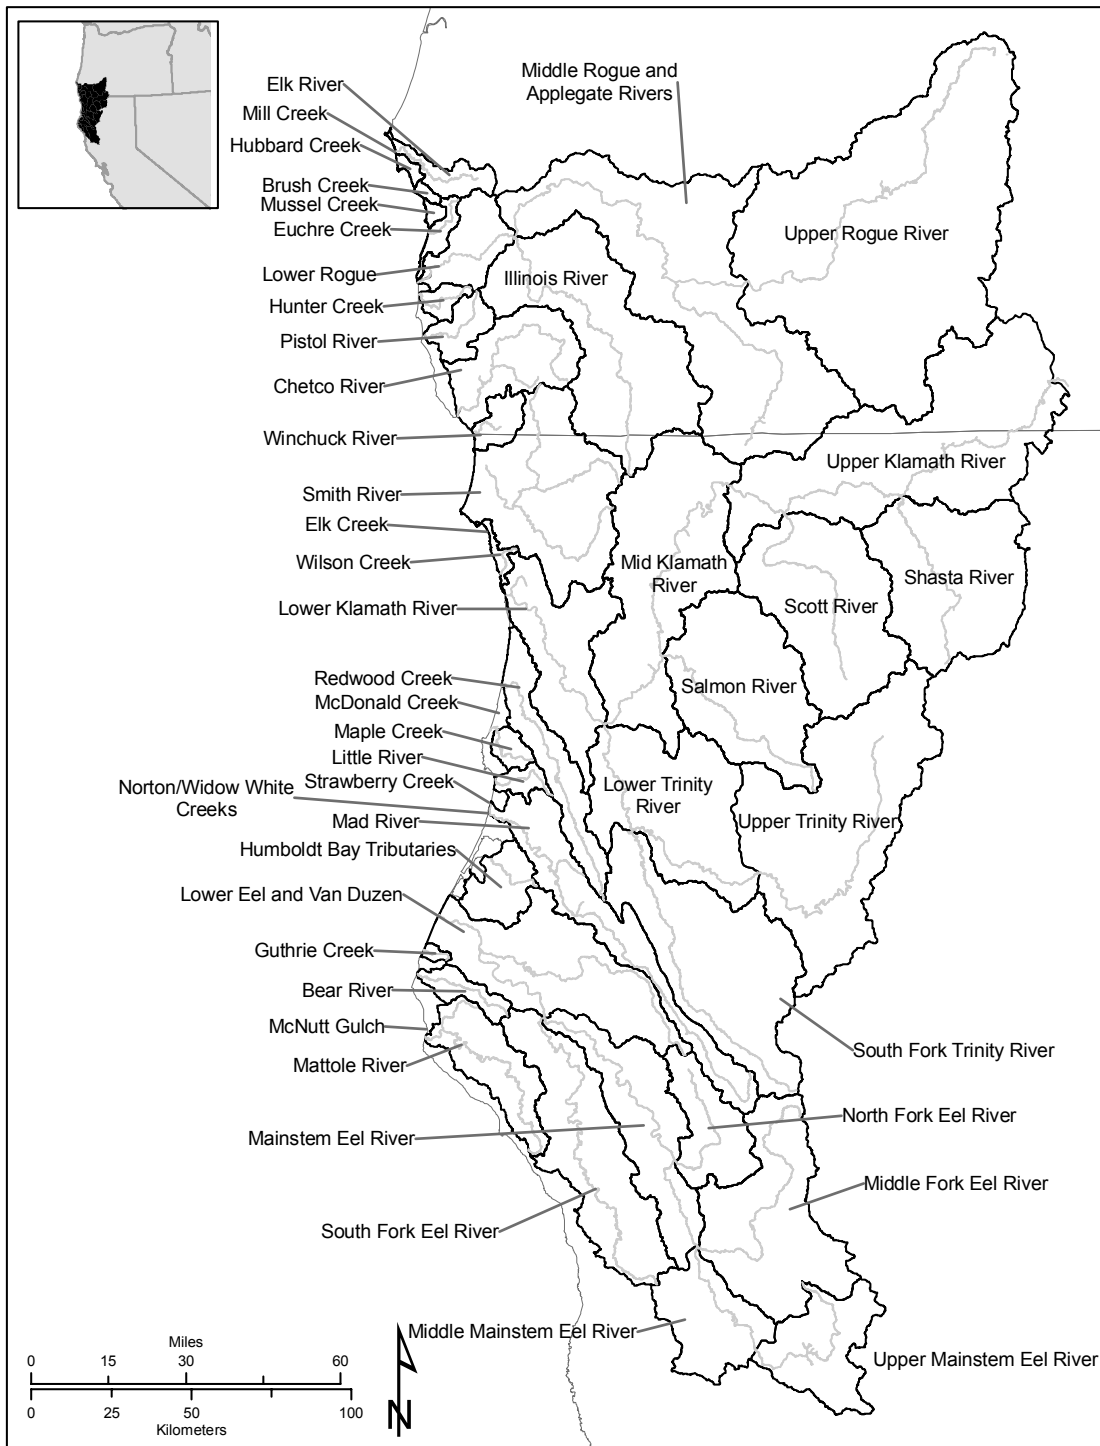 Elk River
Middle Rogue and
Applegate Rivers
Mill Creek
Hubbard Creek
Brush Creek
Mussel Creek
Euchre Creek
Upper Rogue River
Lower Rogue
Illinois River
Hunter Creek
Pistol River
Chetco River
Winchuck River
Upper Klamath River
Smith River
Elk Creek
Wilson Creek
Mid Klamath
River
Shasta River
Scott River
Lower Klamath River
Redwood Creek
Salmon River
McDonald Creek
Maple Creek
Little River
Strawberry Creek
Norton/Widow White
Creeks
Lower Trinity
River
Upper Trinity River
Mad River
Humboldt Bay Tributaries
Lower Eel and Van Duzen
Guthrie Creek
Bear River
McNutt Gulch
Mattole River
South Fork Trinity River
North Fork Eel River
Mainstem Eel River
Middle Fork Eel River
South Fork Eel River
Middle Mainstem Eel River
Upper Mainstem Eel River
Miles
0 15 30 60
0 25 50 100
Kilometers
N